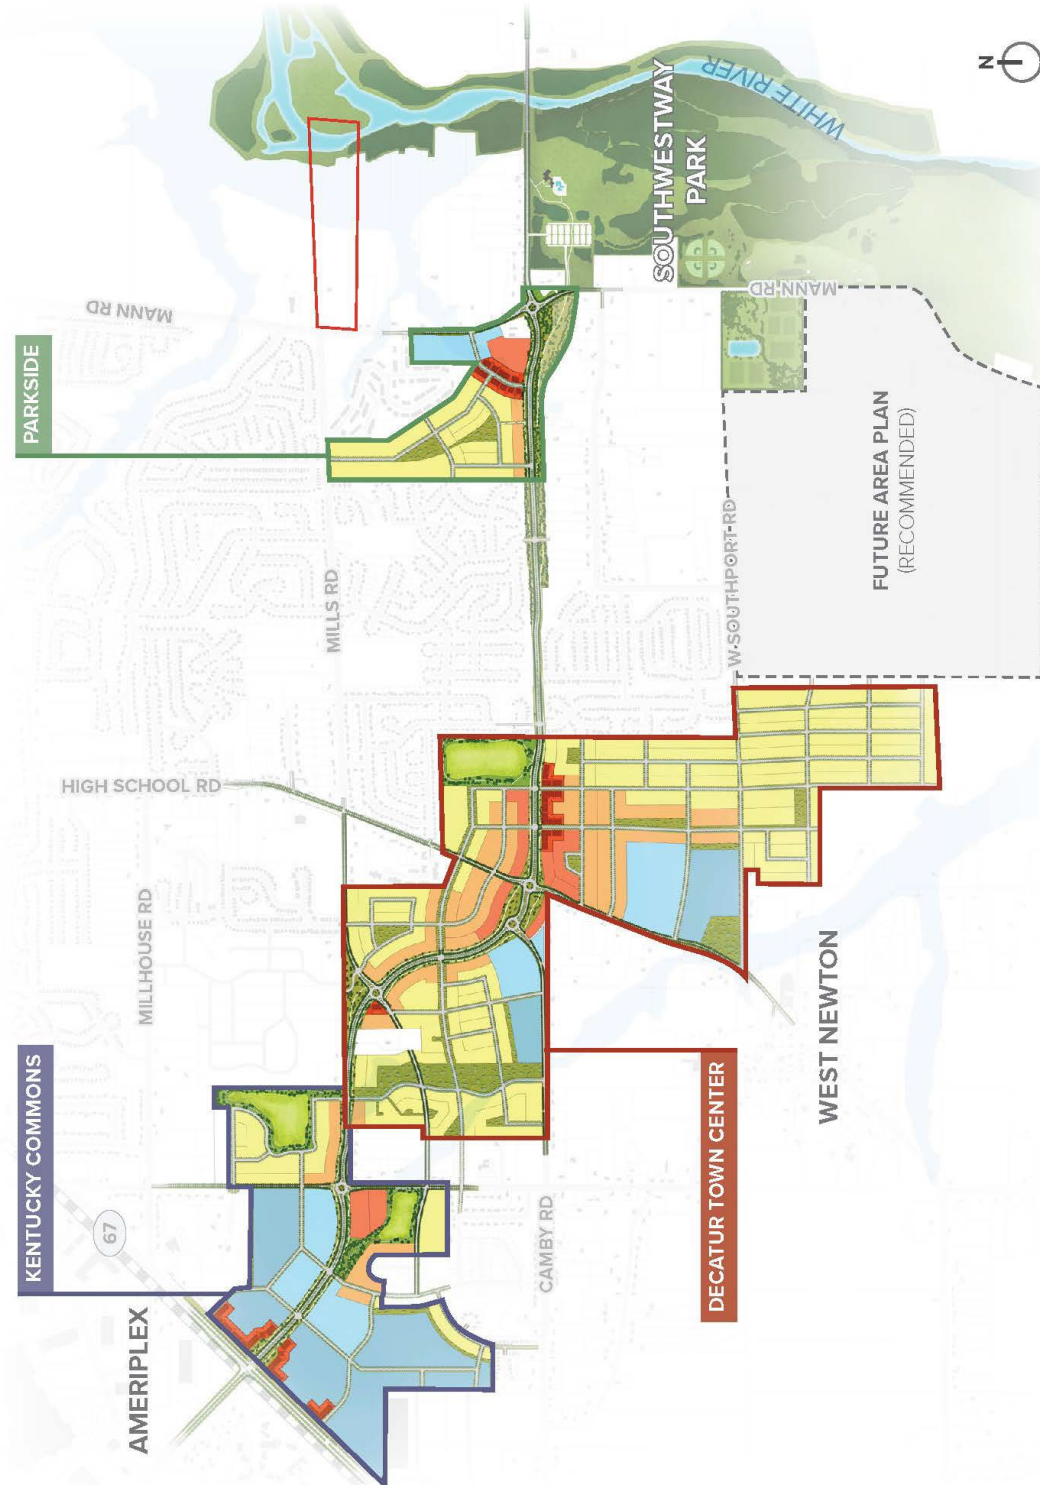 N
WHITE RIVER
SOUTHWESTWAY
PARK
MANN RD
PARKSIDE
MANN RD
MILLS RD
FUTURE AREA PLAN
(RECOMMENDED)
W SOUTHPORT RD
HIGH SCHOOL RD
MILLHOUSE RD
WEST NEWTON
KENTUCKY COMMONS
DECATUR TOWN CENTER
67
CAMBY RD
AMERIPLEX